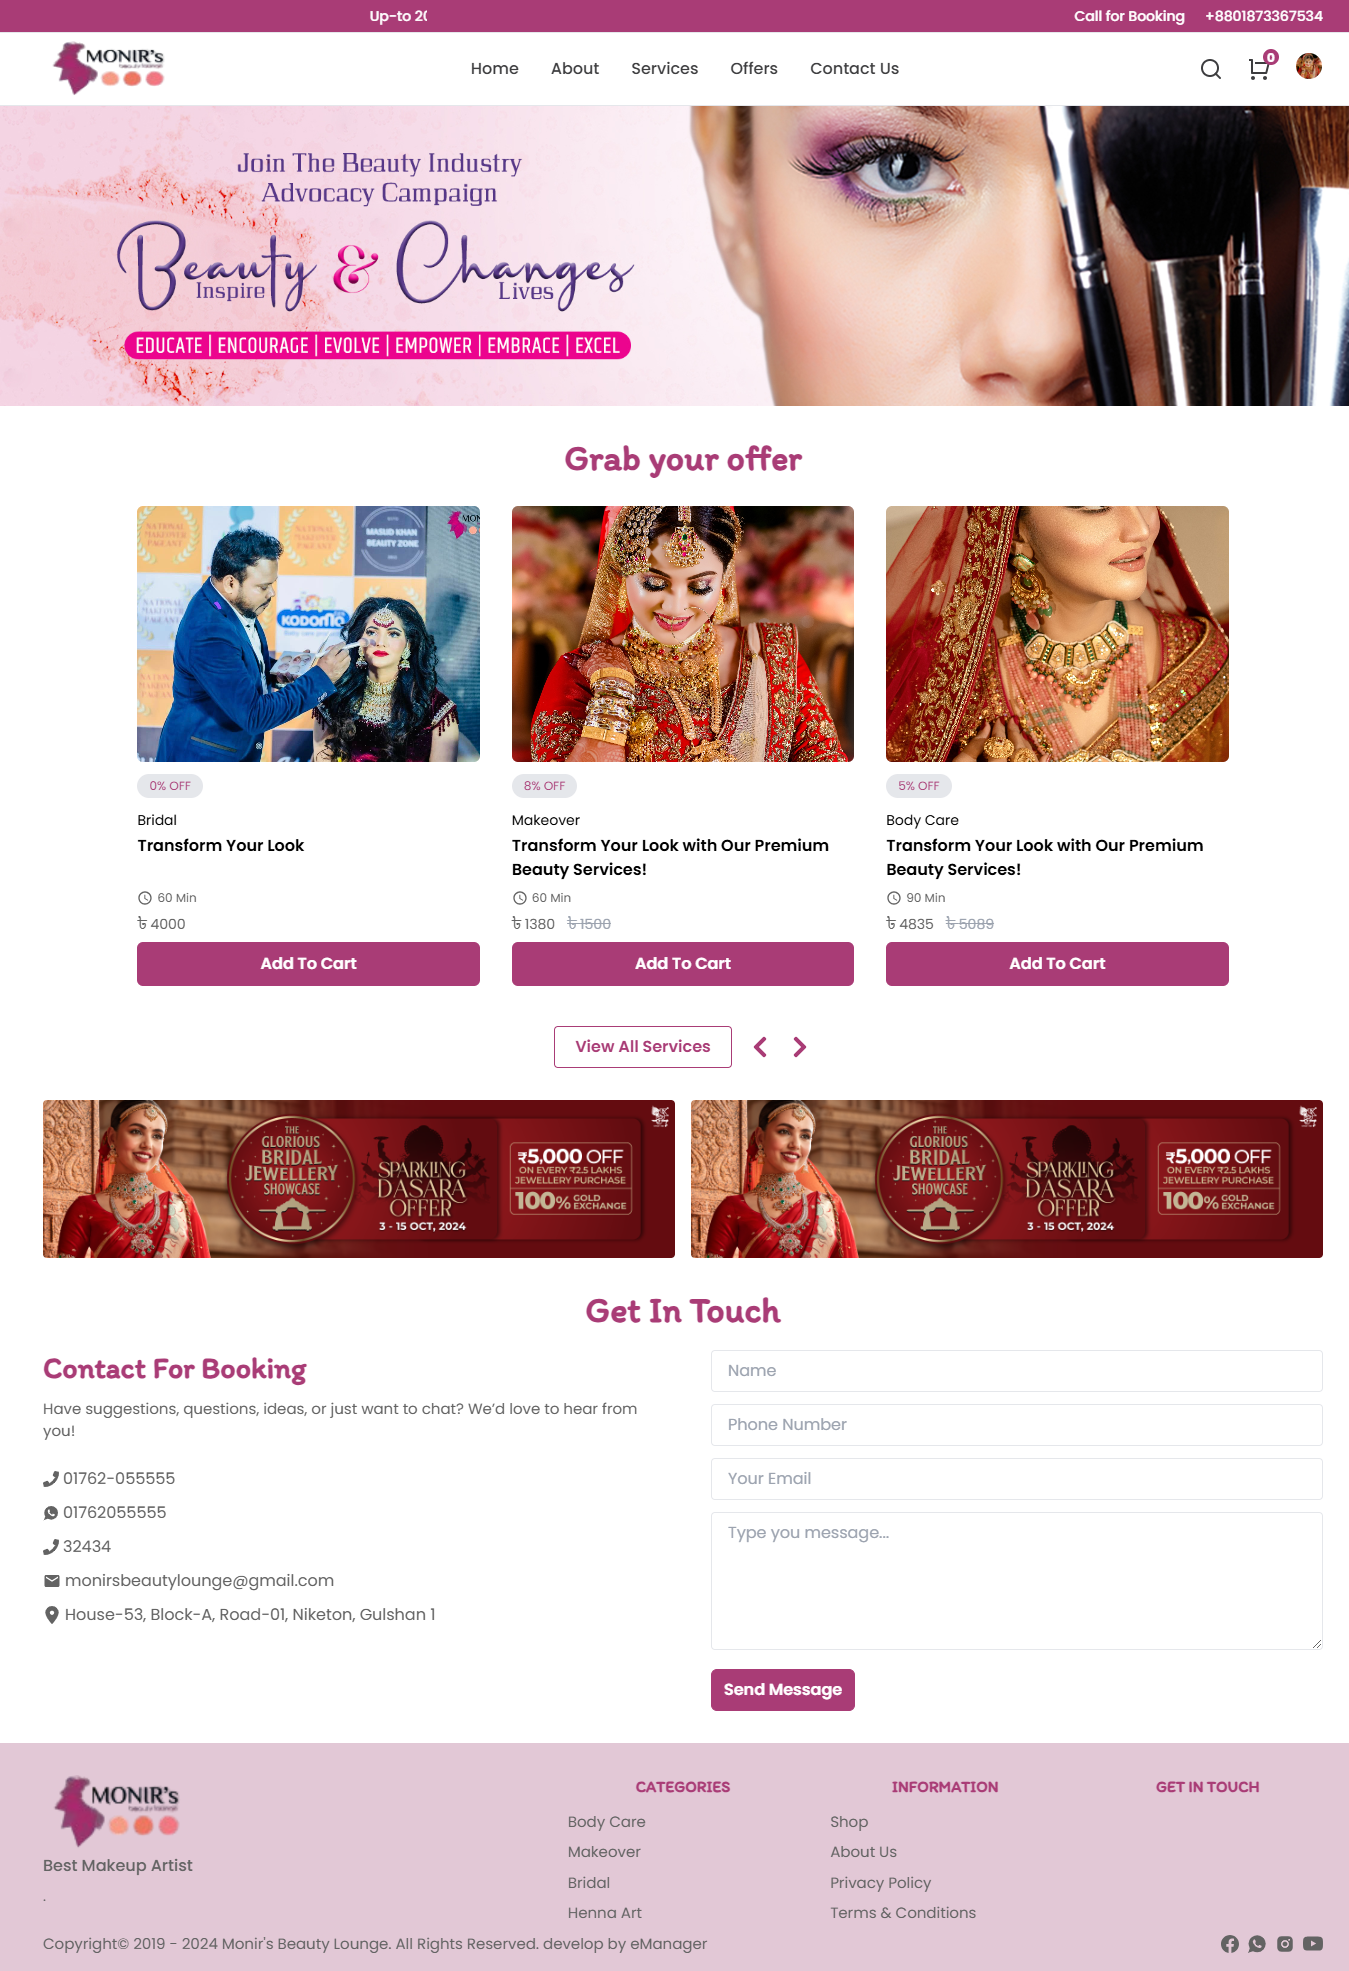 Up-to
Call for Booking +8801873367534
MONIR's
Home About Services Offers Contact Us
0
Join The Beauty Industry
Advocacy Campaign
Beauty & Changes
Inspire Lives
EDUCATE | ENCOURAGE | EVOLVE | EMPOWER | EMBRACE | EXCEL
Grab your offer
NATIONAL MAKEOVER PAGEANT
MASUD KHAN
BEAUTY ZONE
KODOMO
0% OFF
Bridal
Transform Your Look
60 Min
৳ 4000
Add To Cart
8% OFF
Makeover
Transform Your Look with Our Premium
Beauty Services!
60 Min
৳ 1380 ৳ 1500
Add To Cart
5% OFF
Body Care
Transform Your Look with Our Premium
Beauty Services!
90 Min
৳ 4835 ৳ 5089
Add To Cart
View All Services
THE
GLORIOUS
BRIDAL
JEWELLERY
SHOWCASE
SPARKLING
DASARA
OFFER
3 - 15 OCT, 2024
₹5,000 OFF
ON EVERY ₹2.5 LAKHS
JEWELLERY PURCHASE
100% GOLD EXCHANGE
THE
GLORIOUS
BRIDAL
JEWELLERY
SHOWCASE
SPARKLING
DASARA
OFFER
3 - 15 OCT, 2024
₹5,000 OFF
ON EVERY ₹2.5 LAKHS
JEWELLERY PURCHASE
100% GOLD EXCHANGE
Get In Touch
Contact For Booking
Have suggestions, questions, ideas, or just want to chat? We’d love to hear from
you!
01762-055555
01762055555
32434
monirsbeautylounge@gmail.com
House-53, Block-A, Road-01, Niketon, Gulshan 1
Name
Phone Number
Your Email
Type you message...
Send Message
MONIR's
Best Makeup Artist
.
CATEGORIES
Body Care
Makeover
Bridal
Henna Art
INFORMATION
Shop
About Us
Privacy Policy
Terms & Conditions
GET IN TOUCH
Copyright© 2019 - 2024 Monir's Beauty Lounge. All Rights Reserved. develop by eManager